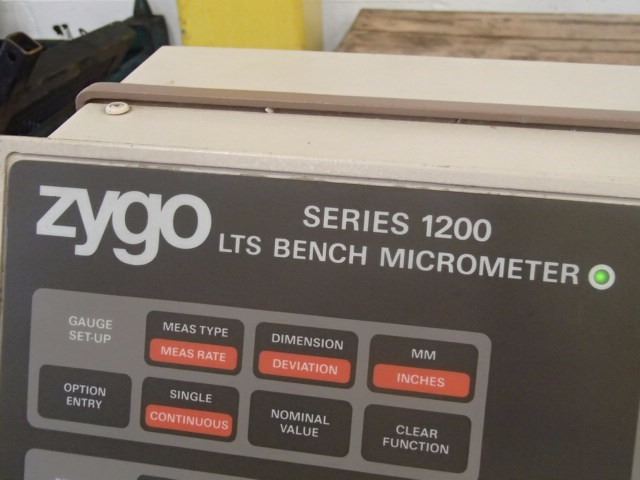 zygo
SERIES 1200
LTS BENCH MICROMETER
GAUGE
SET-UP
MEAS TYPE
MEAS RATE
DIMENSION
DEVIATION
MM
INCHES
OPTION
ENTRY
SINGLE
CONTINUOUS
NOMINAL
VALUE
CLEAR
FUNCTION